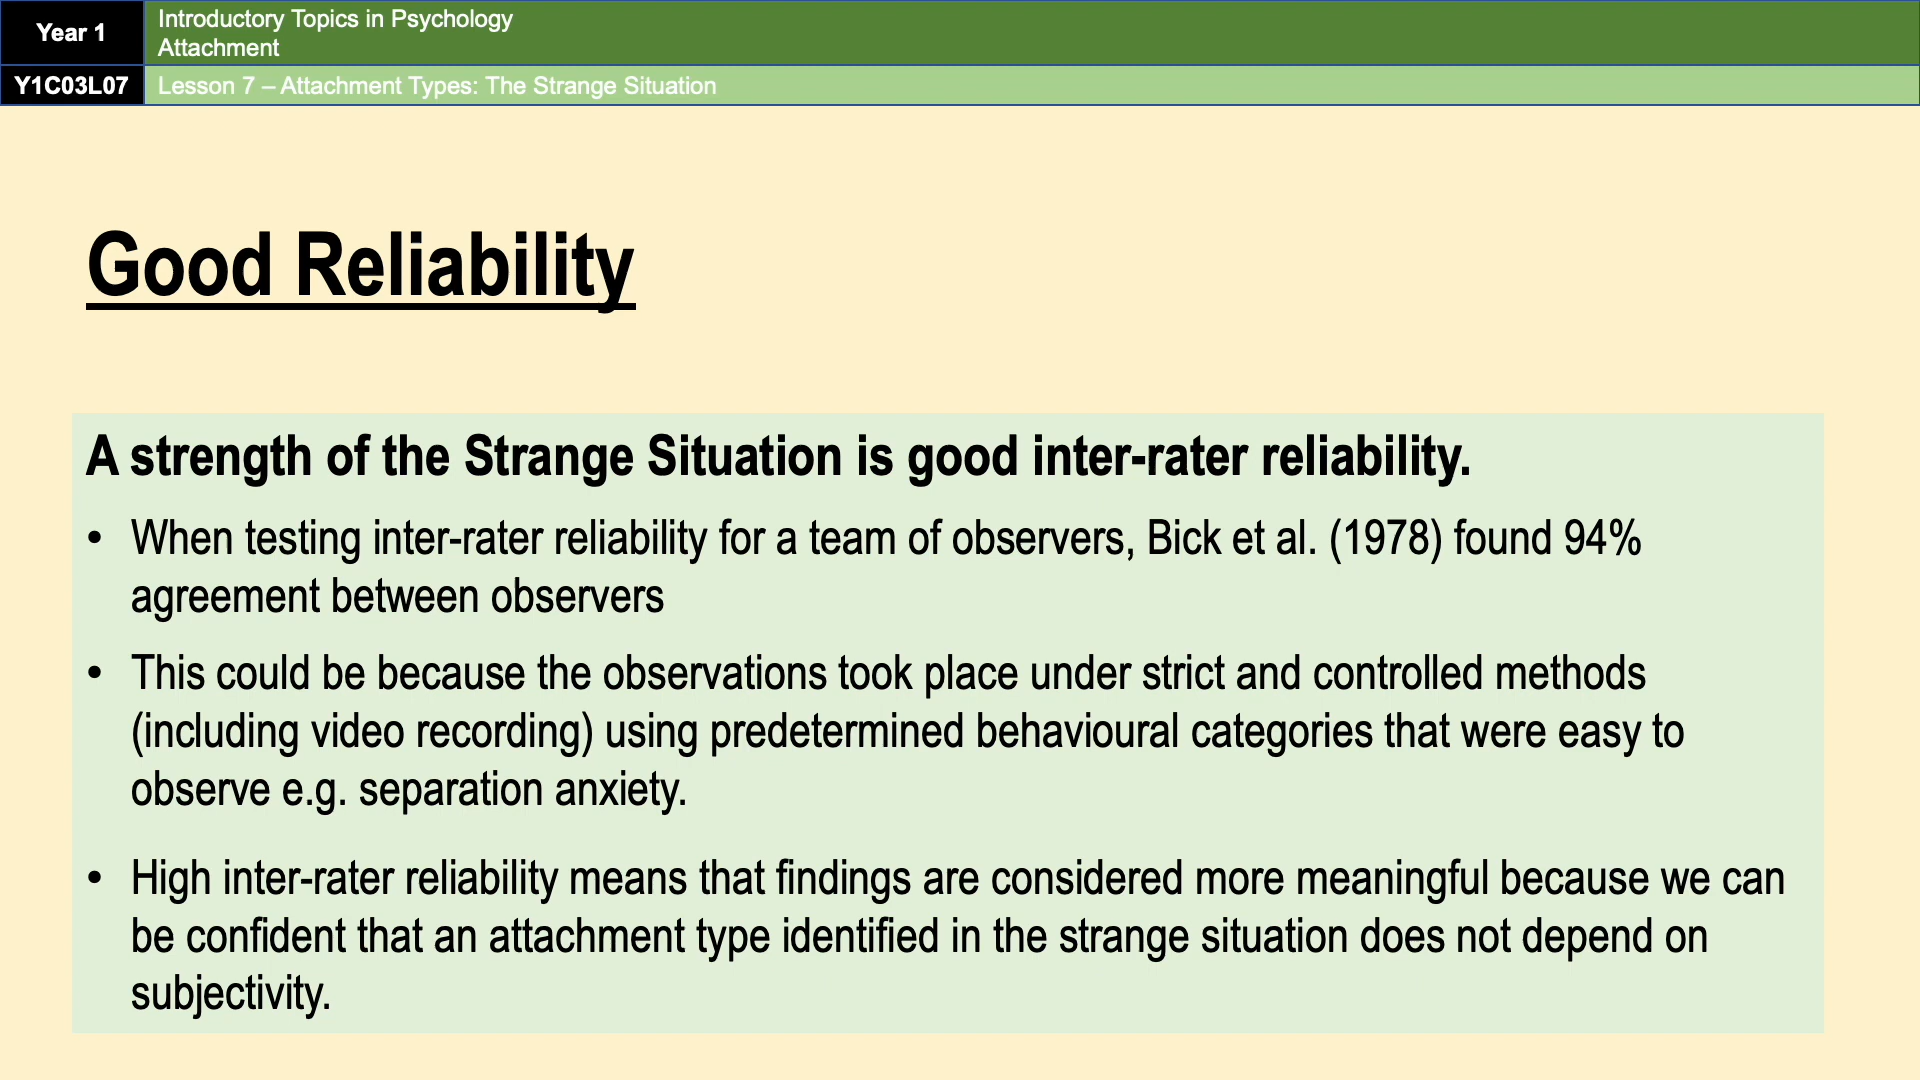 Year 1
Introductory Topics in Psychology
Attachment
Y1C03L07
Lesson 7 – Attachment Types: The Strange Situation
Good Reliability
A strength of the Strange Situation is good inter-rater reliability.
• When testing inter-rater reliability for a team of observers, Bick et al. (1978) found 94%
agreement between observers
• This could be because the observations took place under strict and controlled methods
(including video recording) using predetermined behavioural categories that were easy to
observe e.g. separation anxiety.
• High inter-rater reliability means that findings are considered more meaningful because we can
be confident that an attachment type identified in the strange situation does not depend on
subjectivity.